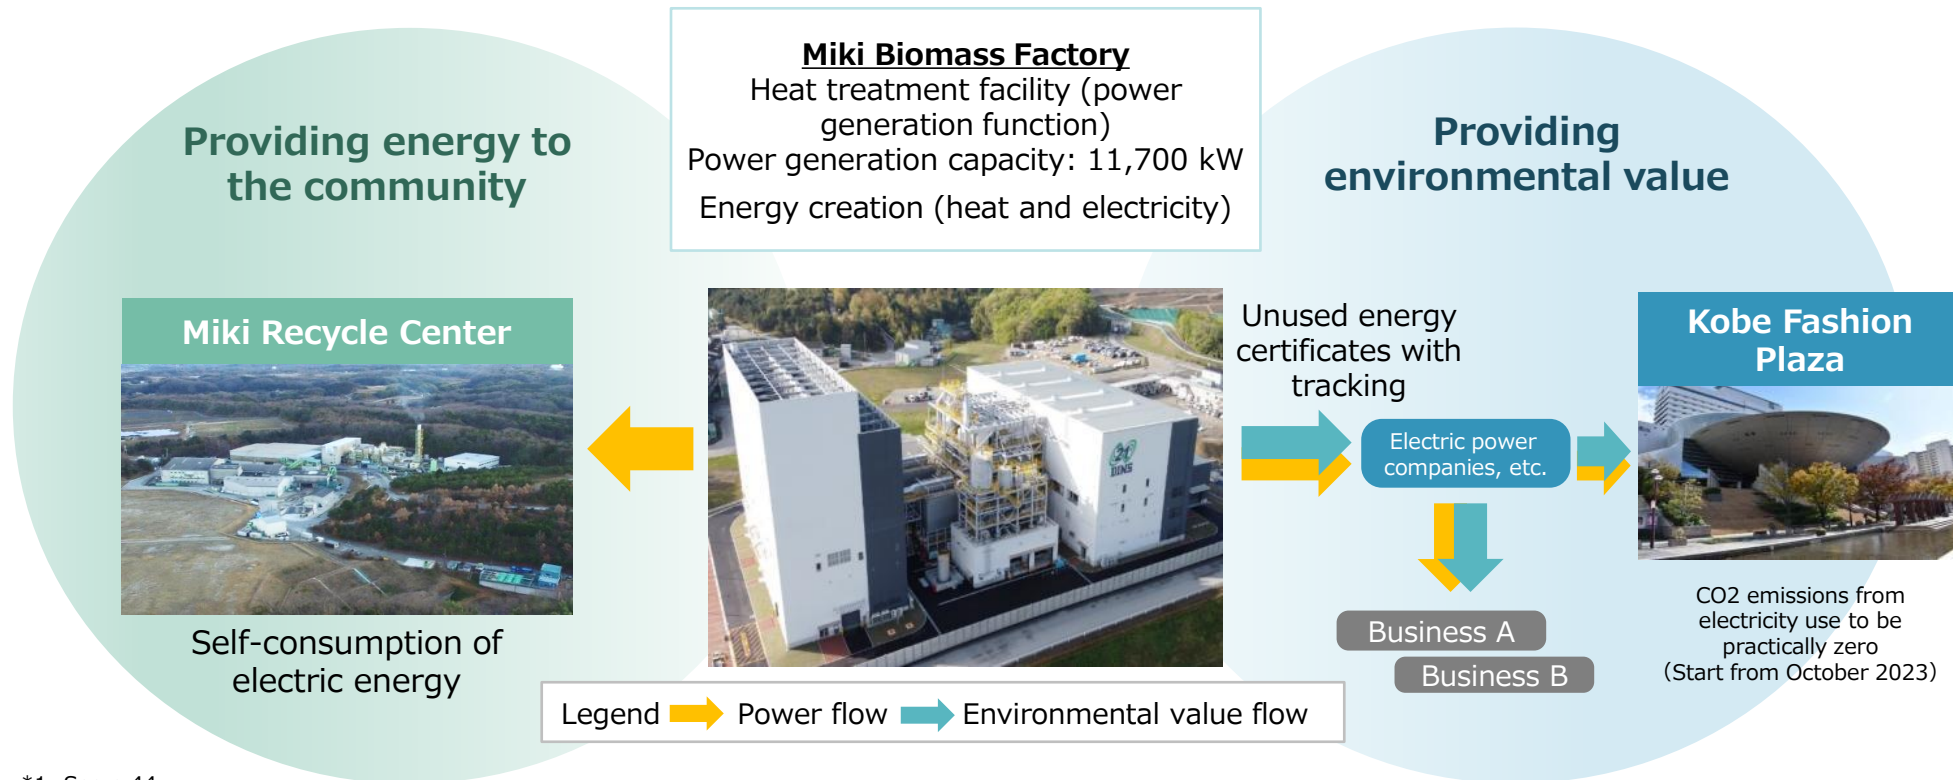 Miki Biomass Factory
Heat treatment facility (power
generation function)
Power generation capacity: 11,700 kW
Energy creation (heat and electricity)
Providing energy to
the community
Providing
environmental value
Miki Recycle Center
Self-consumption of
electric energy
DINS
Unused energy
certificates with
tracking
Electric power
companies, etc.
Kobe Fashion
Plaza
CO2 emissions from
electricity use to be
practically zero
(Start from October 2023)
Business A
Business B
Legend
Power flow
Environmental value flow